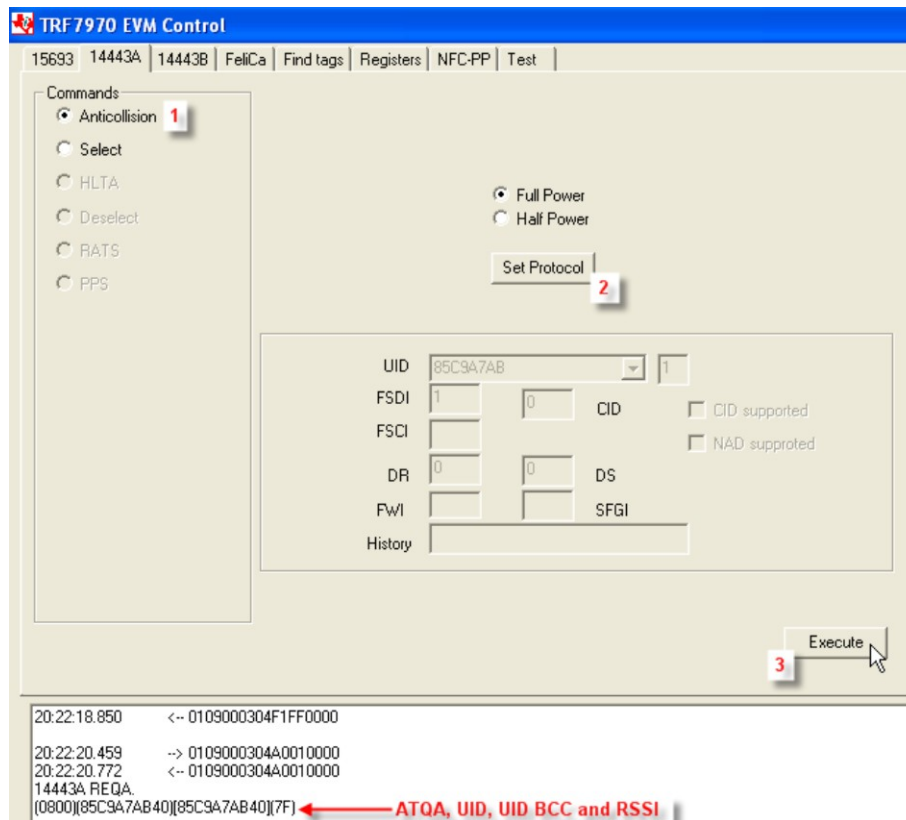 TRF7970 EVM Control
15693 14443A 14443B FeliCa Find tags Registers NFC-PP Test
Commands
Anticollision 1
Select
HLTA
Deselect
RATS
PPS
Full Power
Half Power
Set Protocol
2
UID 85C9A7AB 1
FSDI 1 0 CID CID supported
FSCI NAD supproted
DR 0 0 DS
FWI SFGI
History
Execute
3
20:22:18.850 <-- 0109000304F1FF0000
20:22:20.459 --> 0109000304A0010000
20:22:20.772 <-- 0109000304A0010000
14443A REQA.
(0800)(85C9A7AB40)[85C9A7AB40](7F) ATQA, UID, UID BCC and RSSI